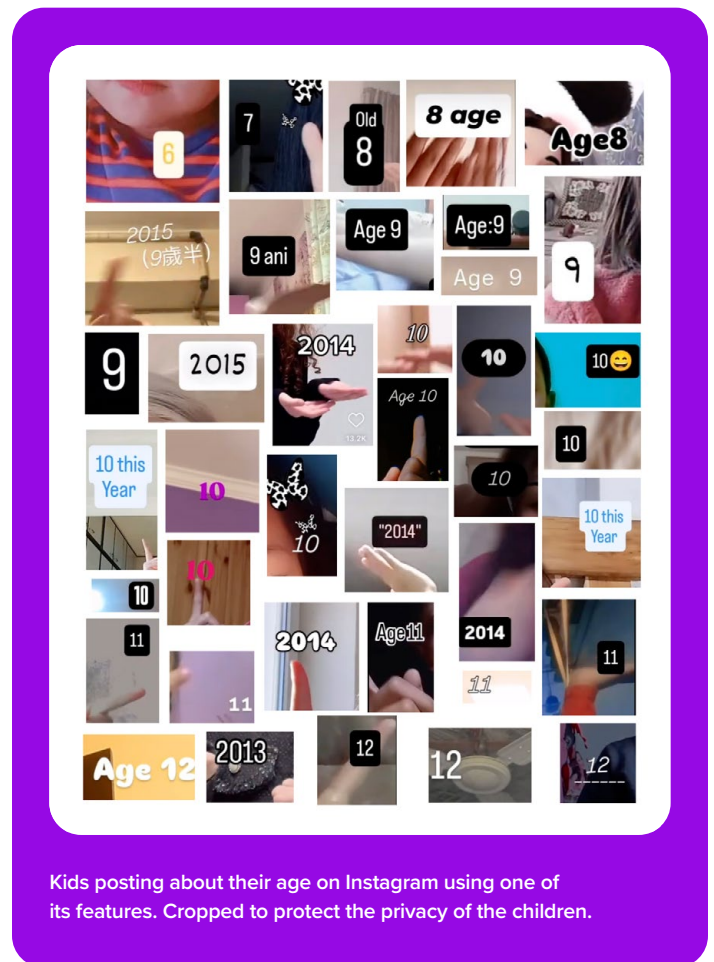 6
7
Old
8
8 age
Age8
2015
(9歳半)
9 ani
Age 9
Age:9
Age 9
9
9
2015
2014
13.2K
10
Age 10
10
10😄
10 this
Year
10
10
"2014"
10
10
10 this
Year
10
10
11
11
2014
Age11
2014
11
11
Age 12
2013
12
12
12
Kids posting about their age on Instagram using one of
its features. Cropped to protect the privacy of the children.